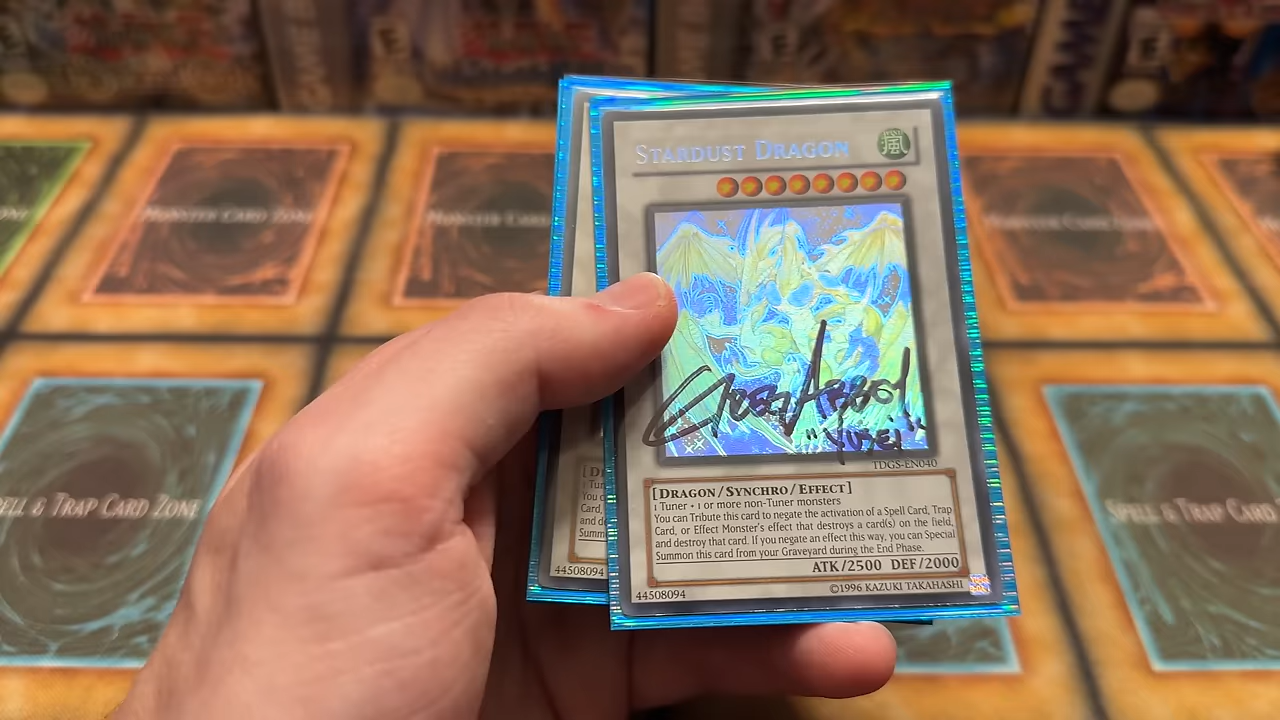 MONSTER CARD ZONE
MONSTER CARD
SPELL & TRAP CARD ZONE
SPELL & TRAP CARD
STARDUST DRAGON
風
GREG ABBEY
"YUSEI"
TDGS-EN040
[DRAGON/SYNCHRO/EFFECT]
1 Tuner + 1 or more non-Tuner monsters
You can Tribute this card to negate the activation of a Spell Card, Trap
Card, or Effect Monster's effect that destroys a card(s) on the field,
and destroy that card. If you negate an effect this way, you can Special
Summon this card from your Graveyard during the End Phase.
ATK/2500 DEF/2000
44508094
©1996 KAZUKI TAKAHASHI
44508094